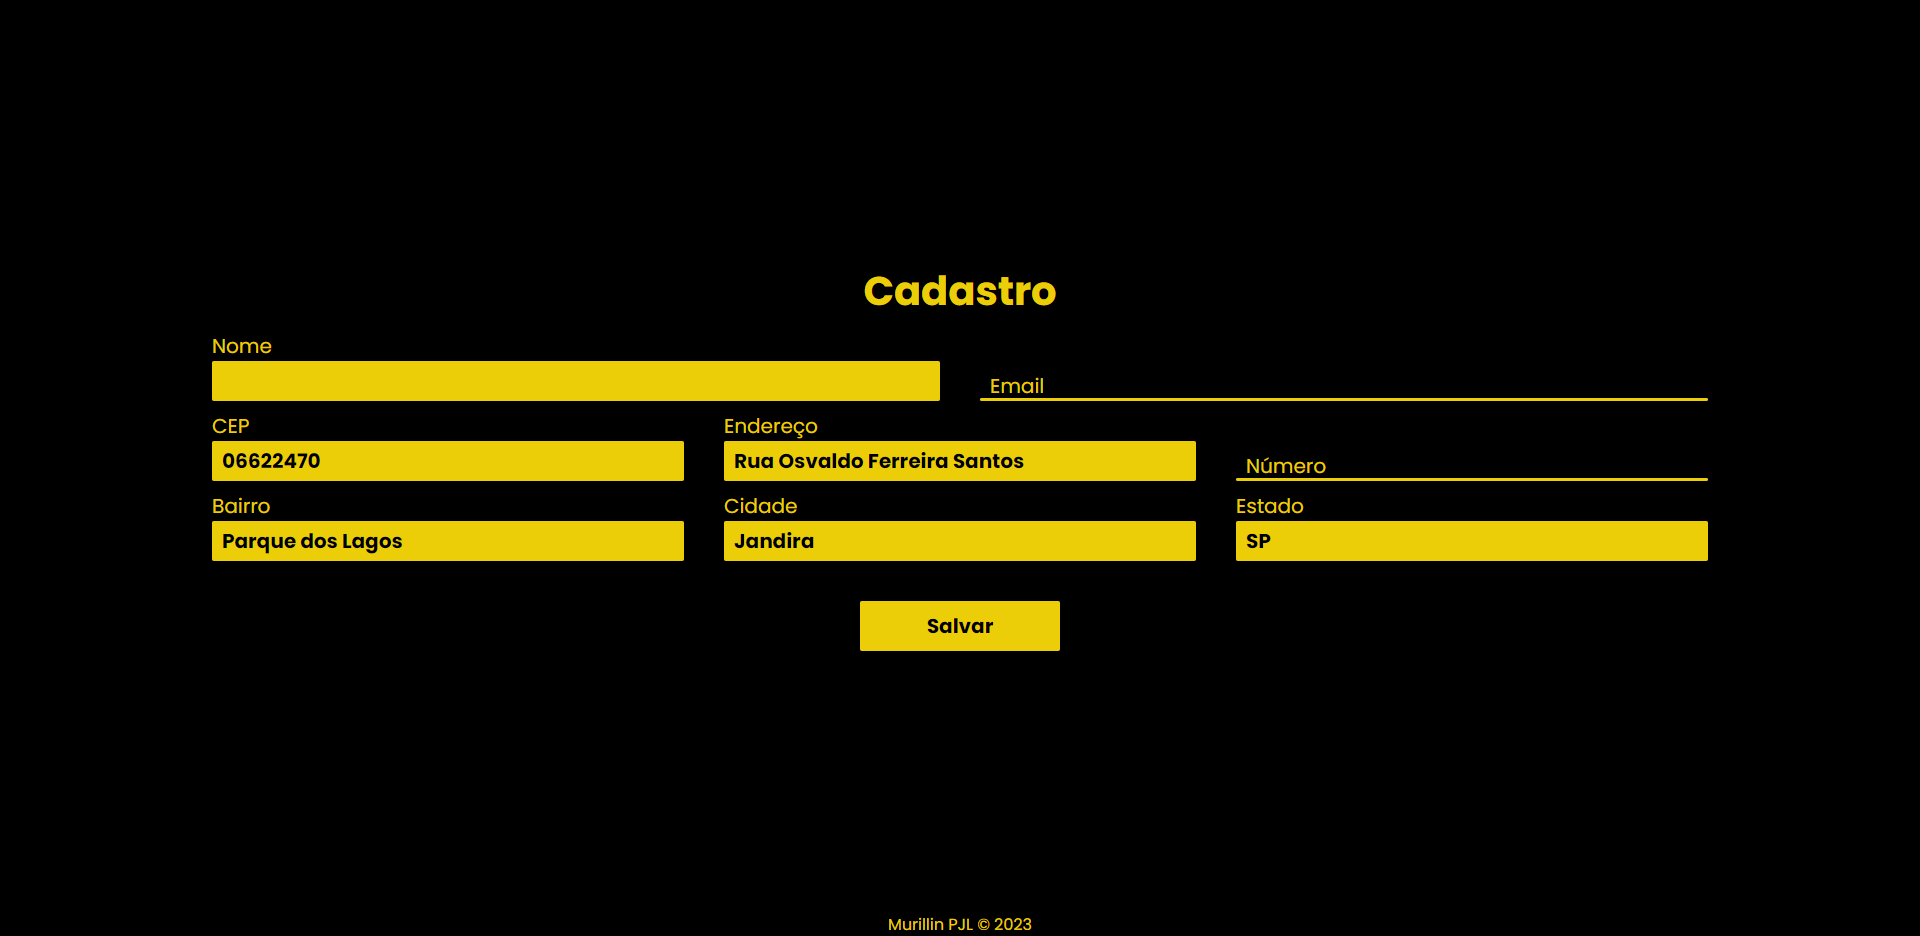 Cadastro
Nome
Email
CEP
Endereço
06622470
Rua Osvaldo Ferreira Santos
Número
Bairro
Cidade
Estado
Parque dos Lagos
Jandira
SP
Salvar
Murillin PJL © 2023